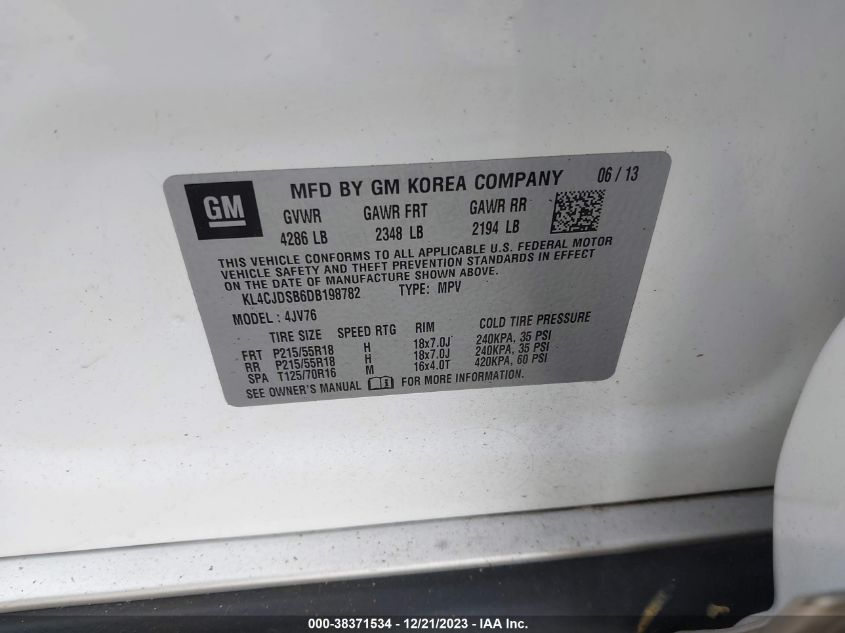 GM
MFD BY GM KOREA COMPANY 06 / 13
GVWR GAWR FRT GAWR RR
4286 LB 2348 LB 2194 LB
THIS VEHICLE CONFORMS TO ALL APPLICABLE U.S. FEDERAL MOTOR
VEHICLE SAFETY AND THEFT PREVENTION STANDARDS IN EFFECT
ON THE DATE OF MANUFACTURE SHOWN ABOVE.
KL4CJDSB6DB198782 TYPE: MPV
MODEL: 4JV76
TIRE SIZE SPEED RTG RIM COLD TIRE PRESSURE
FRT P215/55R18 H 18x7.0J 240KPA, 35 PSI
RR P215/55R18 H 18x7.0J 240KPA, 35 PSI
SPA T125/70R16 M 16x4.0T 420KPA, 60 PSI
SEE OWNER'S MANUAL FOR MORE INFORMATION.
000-38371534 - 12/21/2023 - IAA Inc.